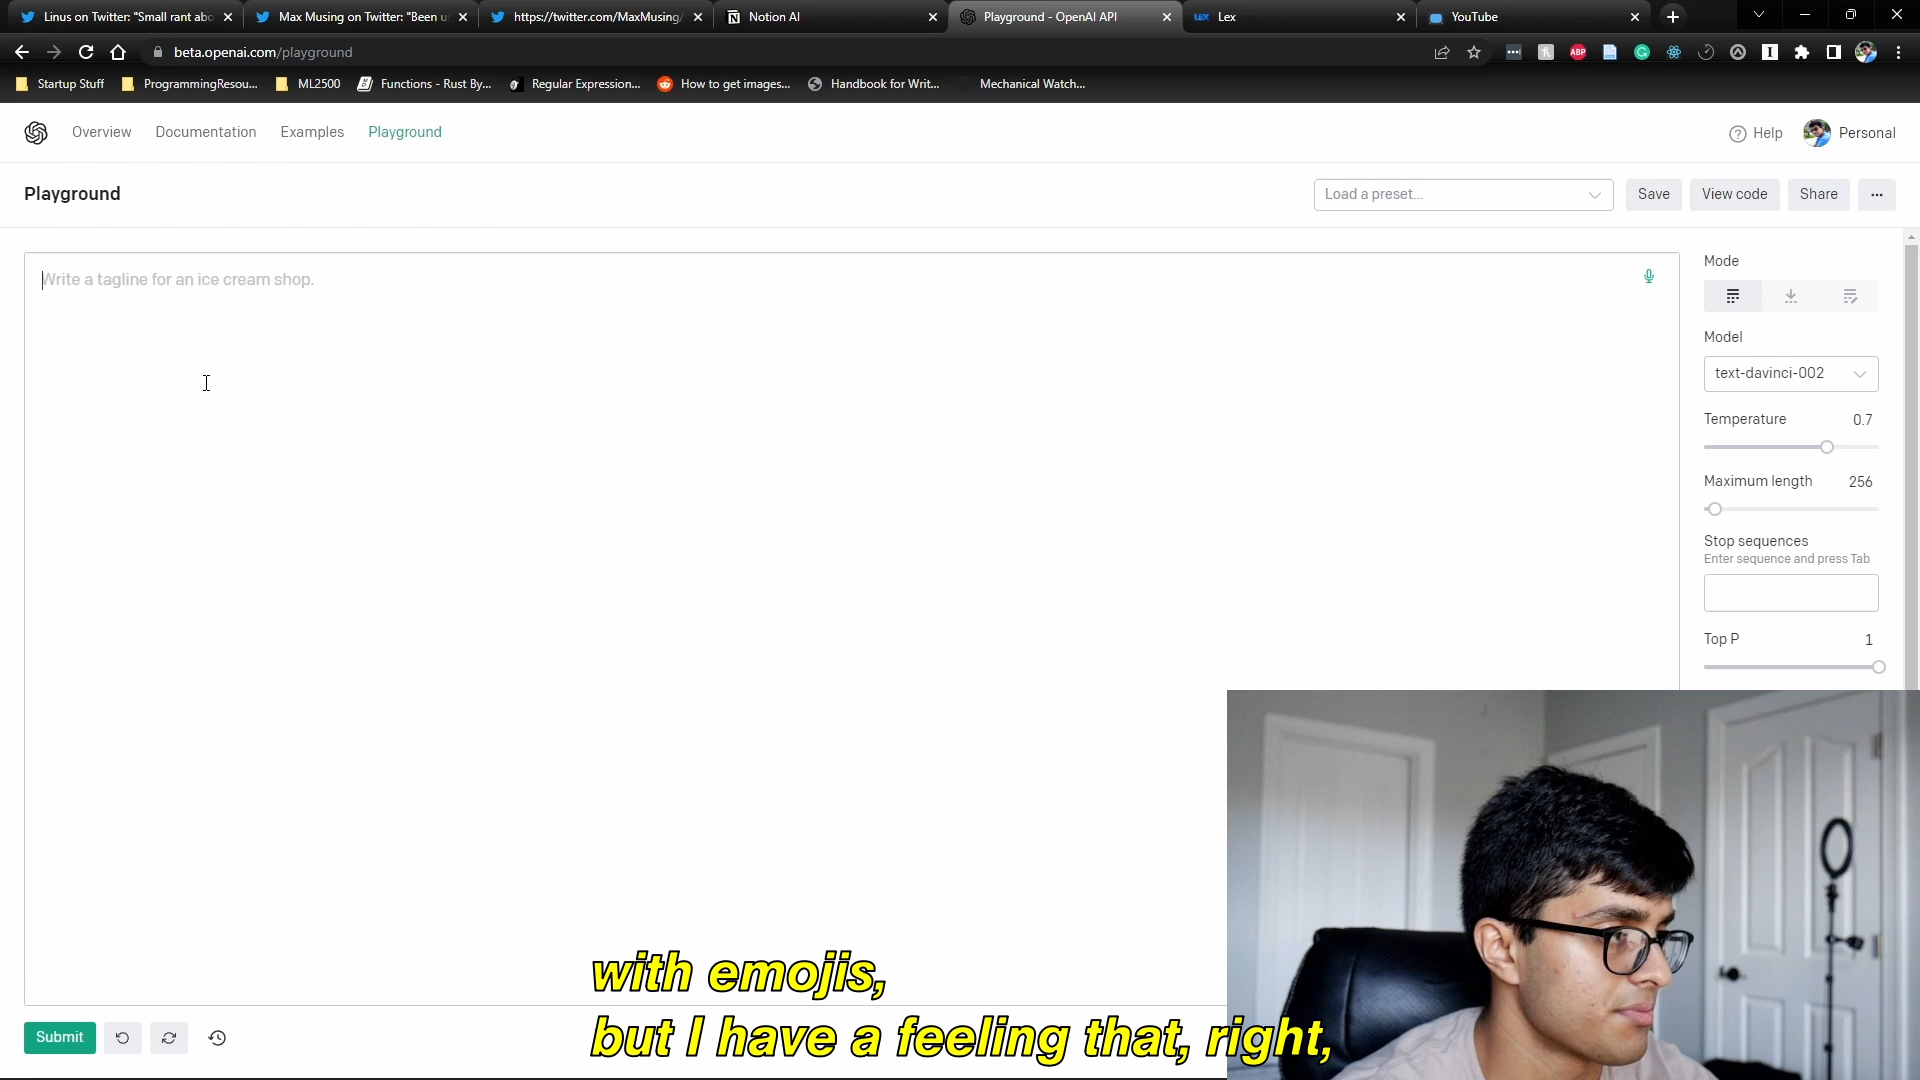 Linus on Twitter: "Small rant abo
Max Musing on Twitter: "Been u
https://twitter.com/MaxMusing/
Notion AI
Playground - OpenAI API
LEX
Lex
YouTube
beta.openai.com/playground
ABP
Startup Stuff
ProgrammingResou...
ML2500
Functions - Rust By...
Regular Expression...
How to get images...
Handbook for Writ...
Mechanical Watch...
Overview
Documentation
Examples
Playground
Help
Personal
Playground
Load a preset...
Save
View code
Share
Write a tagline for an ice cream shop.
Mode
Model
text-davinci-002
Temperature 0.7
Maximum length 256
Stop sequences
Enter sequence and press Tab
Top P 1
with emojis,
but I have a feeling that, right,
Submit